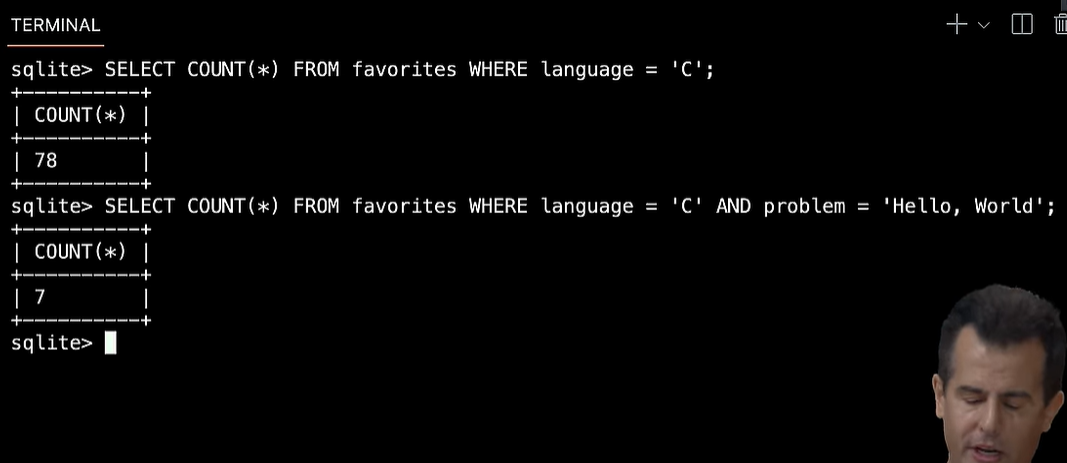 TERMINAL
sqlite> SELECT COUNT(*) FROM favorites WHERE language = 'C';
+----------+
| COUNT(*) |
+----------+
| 78       |
+----------+
sqlite> SELECT COUNT(*) FROM favorites WHERE language = 'C' AND problem = 'Hello, World';
+----------+
| COUNT(*) |
+----------+
| 7        |
+----------+
sqlite>